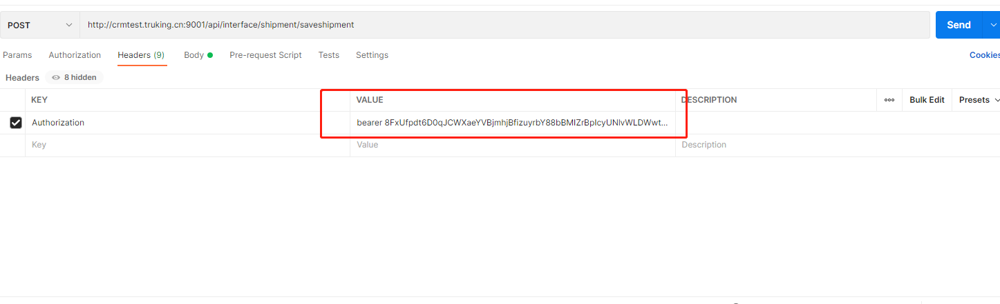 POST http://crmtest.truking.cn:9001/api/interface/shipment/saveshipment Send
Params Authorization Headers (9) Body Pre-request Script Tests Settings Cookies
Headers 8 hidden
KEY VALUE DESCRIPTION Bulk Edit Presets
Authorization bearer 8FxUfpdt6D0qJCWXaeYVBjmhjBfizuyrbY88bBMIZrBpIcyUNlvWLDWwt...
Key Value Description